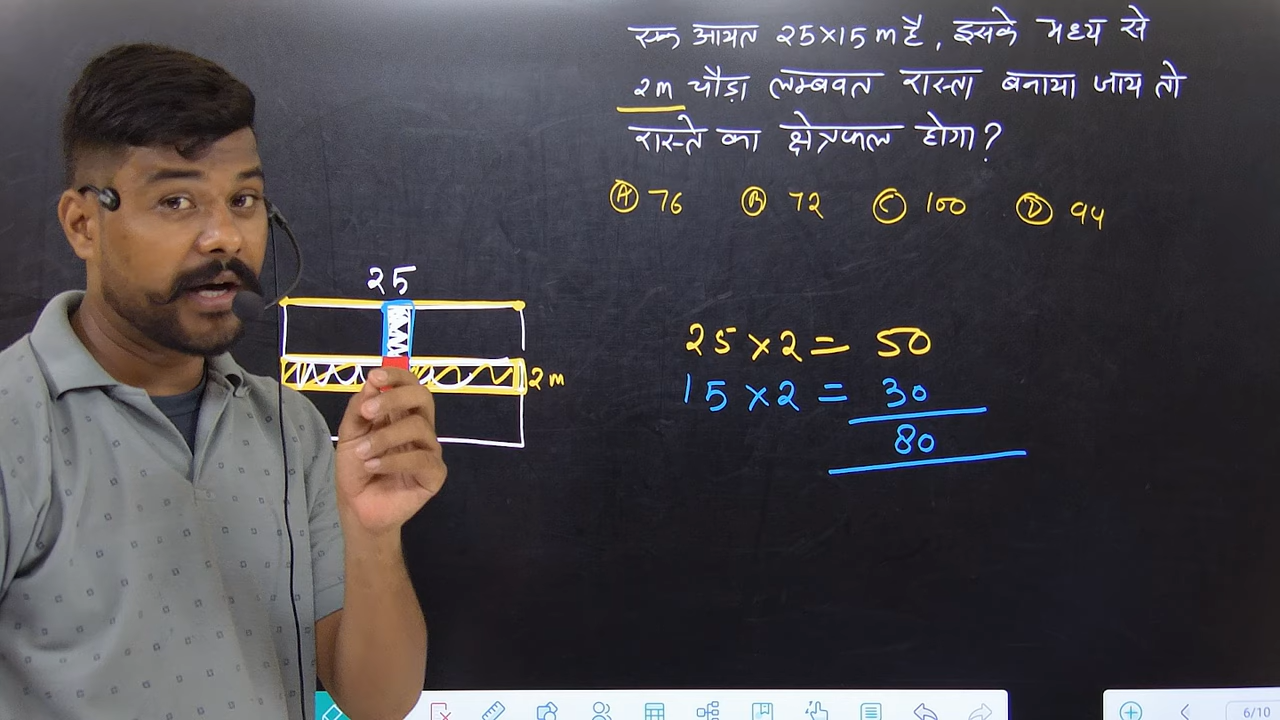 एक आयत 25×15 m है, इसके मध्य से
2m चौड़ा लम्बवत रास्ता बनाया जाय तो
रास्ते का क्षेत्रफल होगा?
Ⓐ 76 Ⓑ 72 Ⓒ 100 Ⓓ 94
25
2m
25 × 2 = 50
15 × 2 = 30
80
6/10